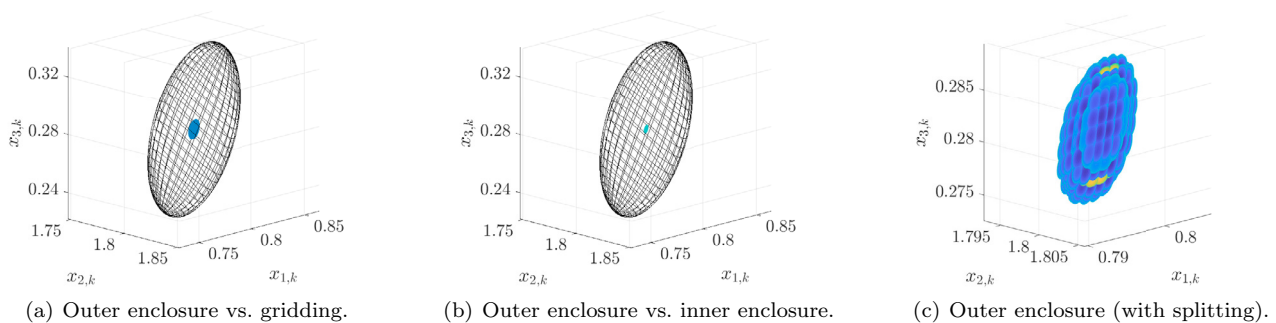 0.32
0.28
0.24
x_{3,k}
1.75
1.8
1.85
x_{2,k}
0.75
0.8
0.85
x_{1,k}
(a) Outer enclosure vs. gridding.
0.32
0.28
0.24
x_{3,k}
1.75
1.8
1.85
x_{2,k}
0.75
0.8
0.85
x_{1,k}
(b) Outer enclosure vs. inner enclosure.
0.285
0.28
0.275
x_{3,k}
1.795
1.8
1.805
x_{2,k}
0.79
0.8
x_{1,k}
(c) Outer enclosure (with splitting).